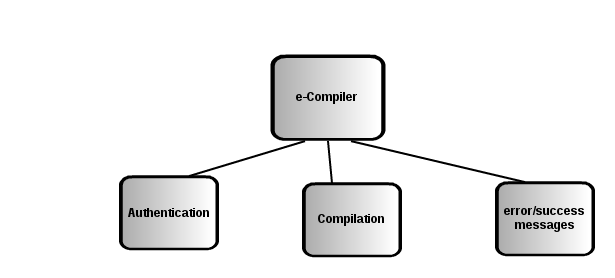 e-Compiler
Authentication
Compilation
error/success
messages